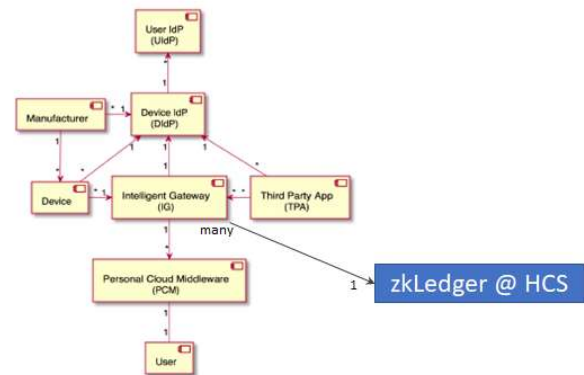 User IdP
(UIdP)
*
1
Manufacturer
* 1
Device IdP
(DIdP)
1
*
1
1
1
*
*
1
Device
* 1
Intelligent Gateway
(IG)
* *
Third Party App
(TPA)
many
1
*
Personal Cloud Middleware
(PCM)
1
zkLedger @ HCS
1
1
User